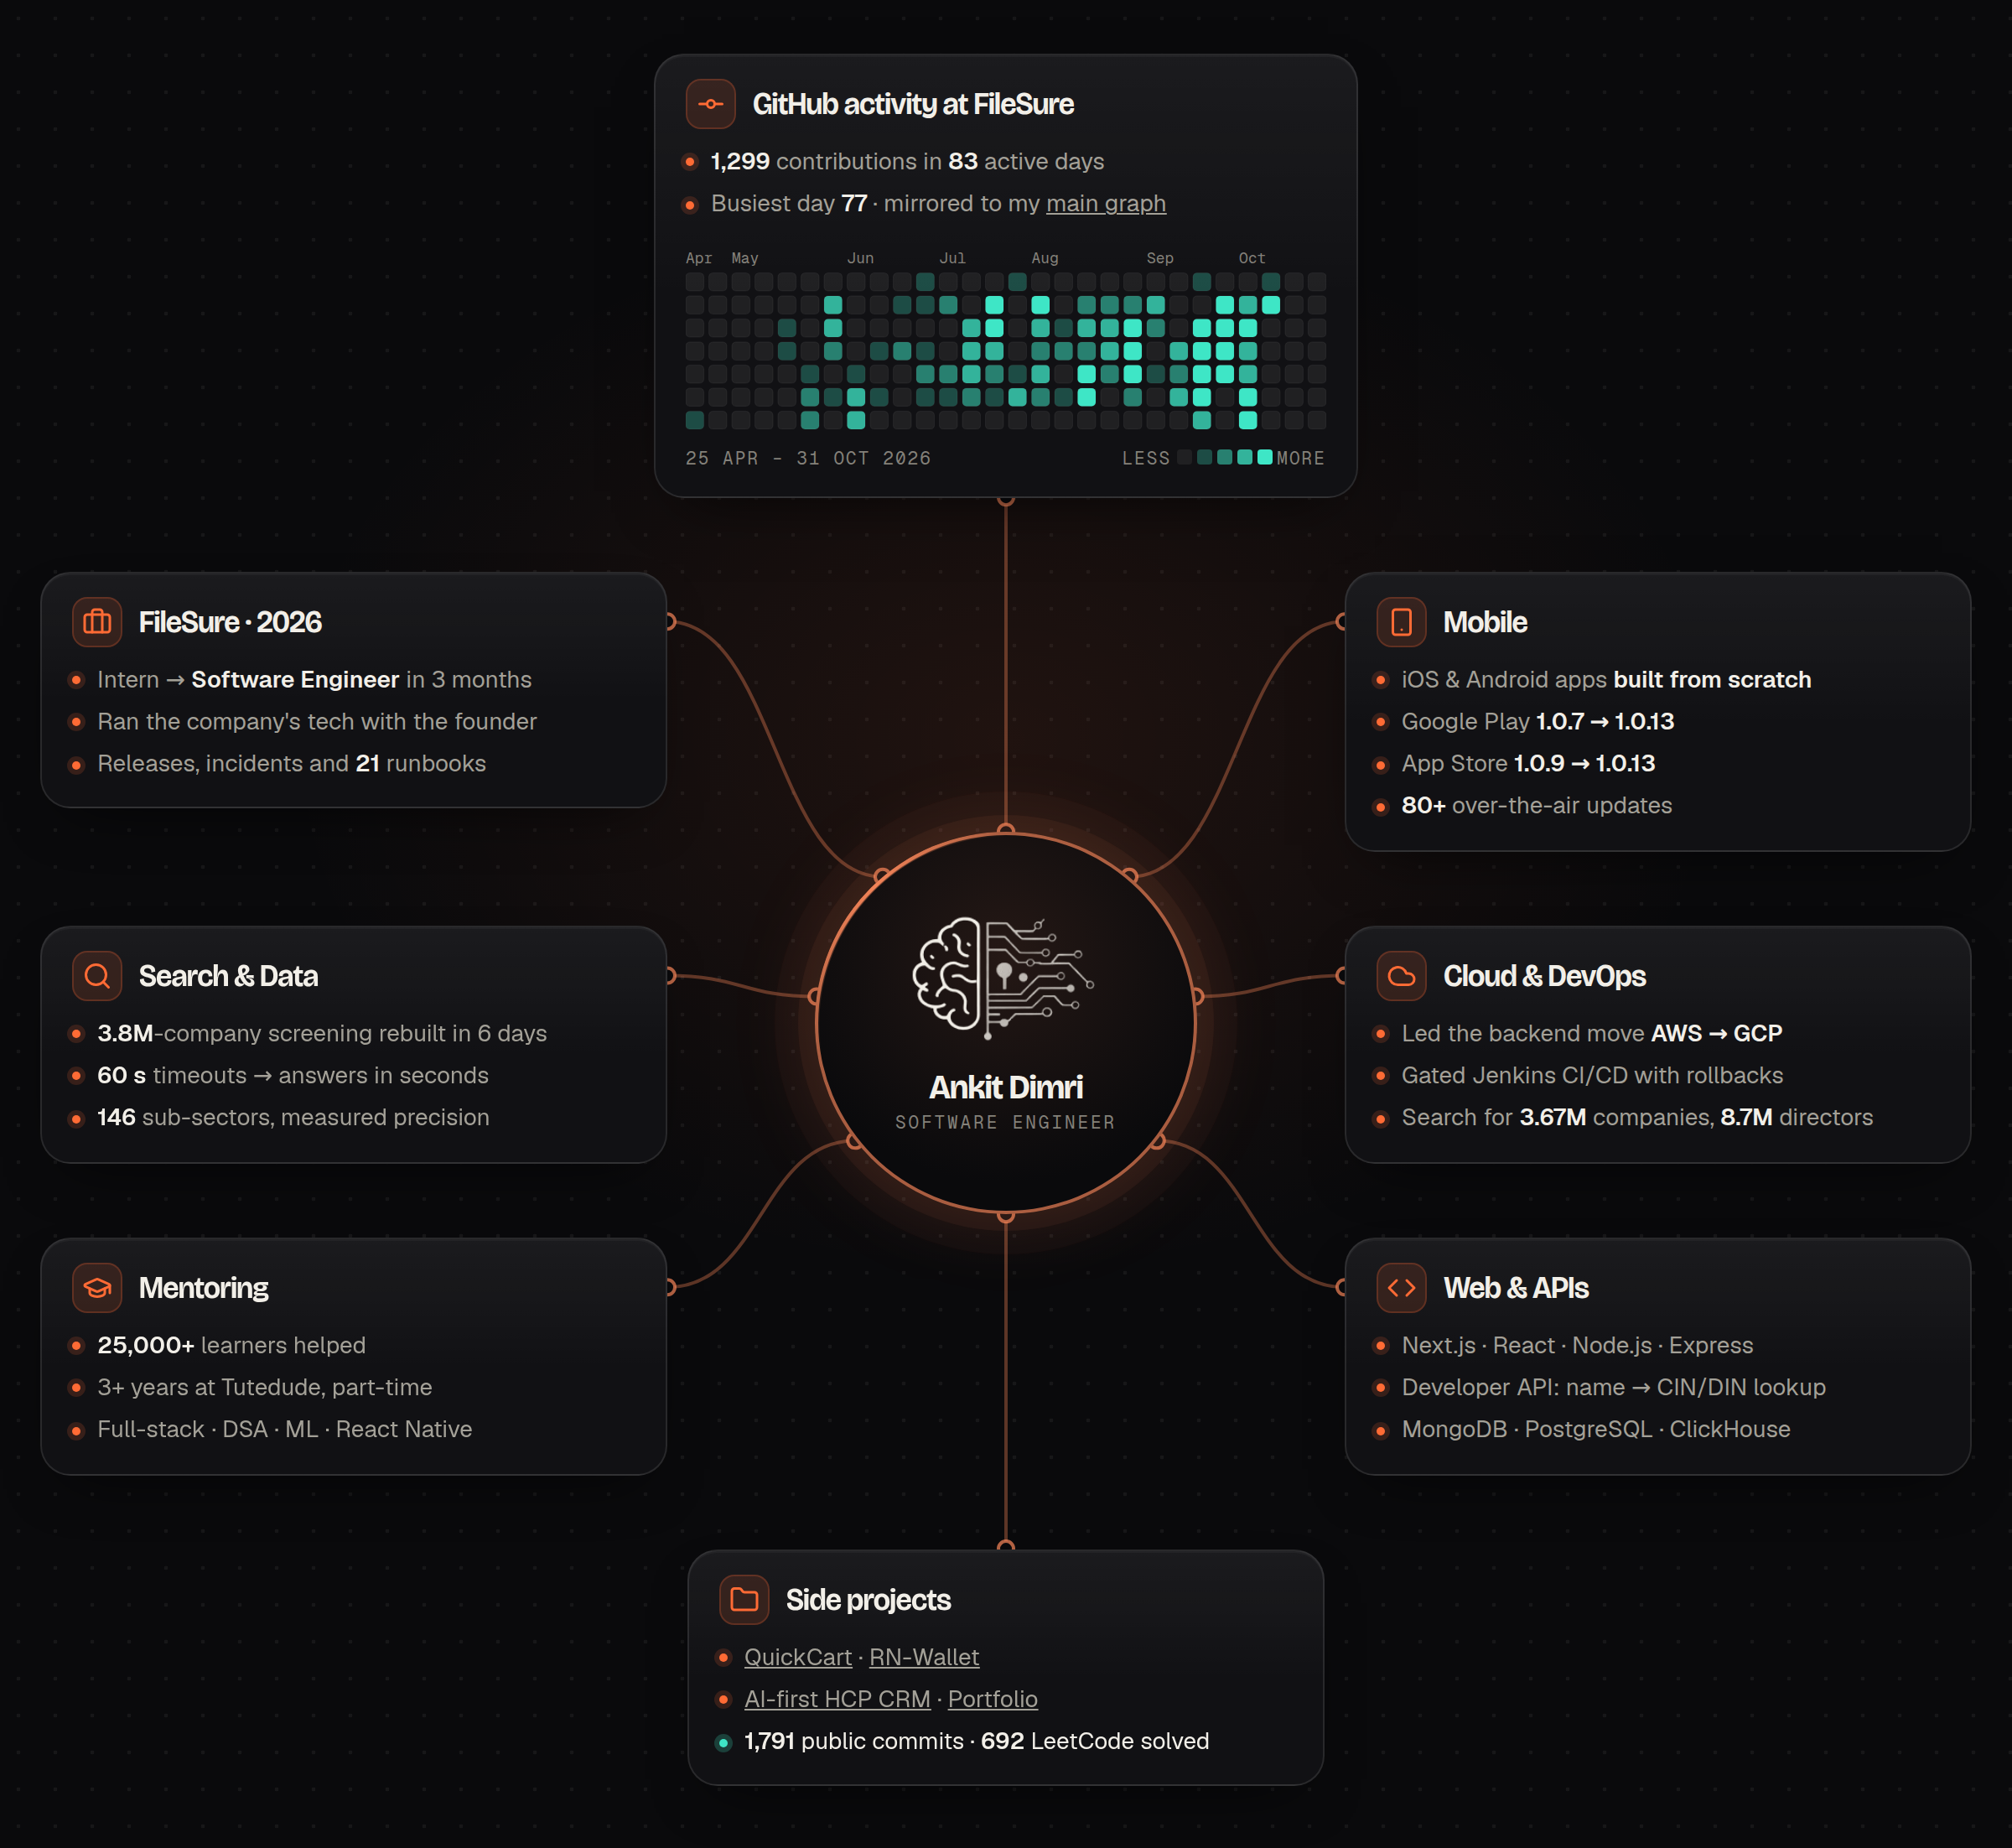 GitHub activity at FileSure
1,299 contributions in 83 active days
Busiest day 77 · mirrored to my main graph
Apr May Jun Jul Aug Sep Oct
25 APR – 31 OCT 2026
LESS MORE
FileSure · 2026
Intern → Software Engineer in 3 months
Ran the company's tech with the founder
Releases, incidents and 21 runbooks
Mobile
iOS & Android apps built from scratch
Google Play 1.0.7 → 1.0.13
App Store 1.0.9 → 1.0.13
80+ over-the-air updates
Search & Data
3.8M-company screening rebuilt in 6 days
60 s timeouts → answers in seconds
146 sub-sectors, measured precision
Ankit Dimri
SOFTWARE ENGINEER
Cloud & DevOps
Led the backend move AWS → GCP
Gated Jenkins CI/CD with rollbacks
Search for 3.67M companies, 8.7M directors
Mentoring
25,000+ learners helped
3+ years at Tutedude, part-time
Full-stack · DSA · ML · React Native
Web & APIs
Next.js · React · Node.js · Express
Developer API: name → CIN/DIN lookup
MongoDB · PostgreSQL · ClickHouse
Side projects
QuickCart · RN-Wallet
AI-first HCP CRM · Portfolio
1,791 public commits · 692 LeetCode solved